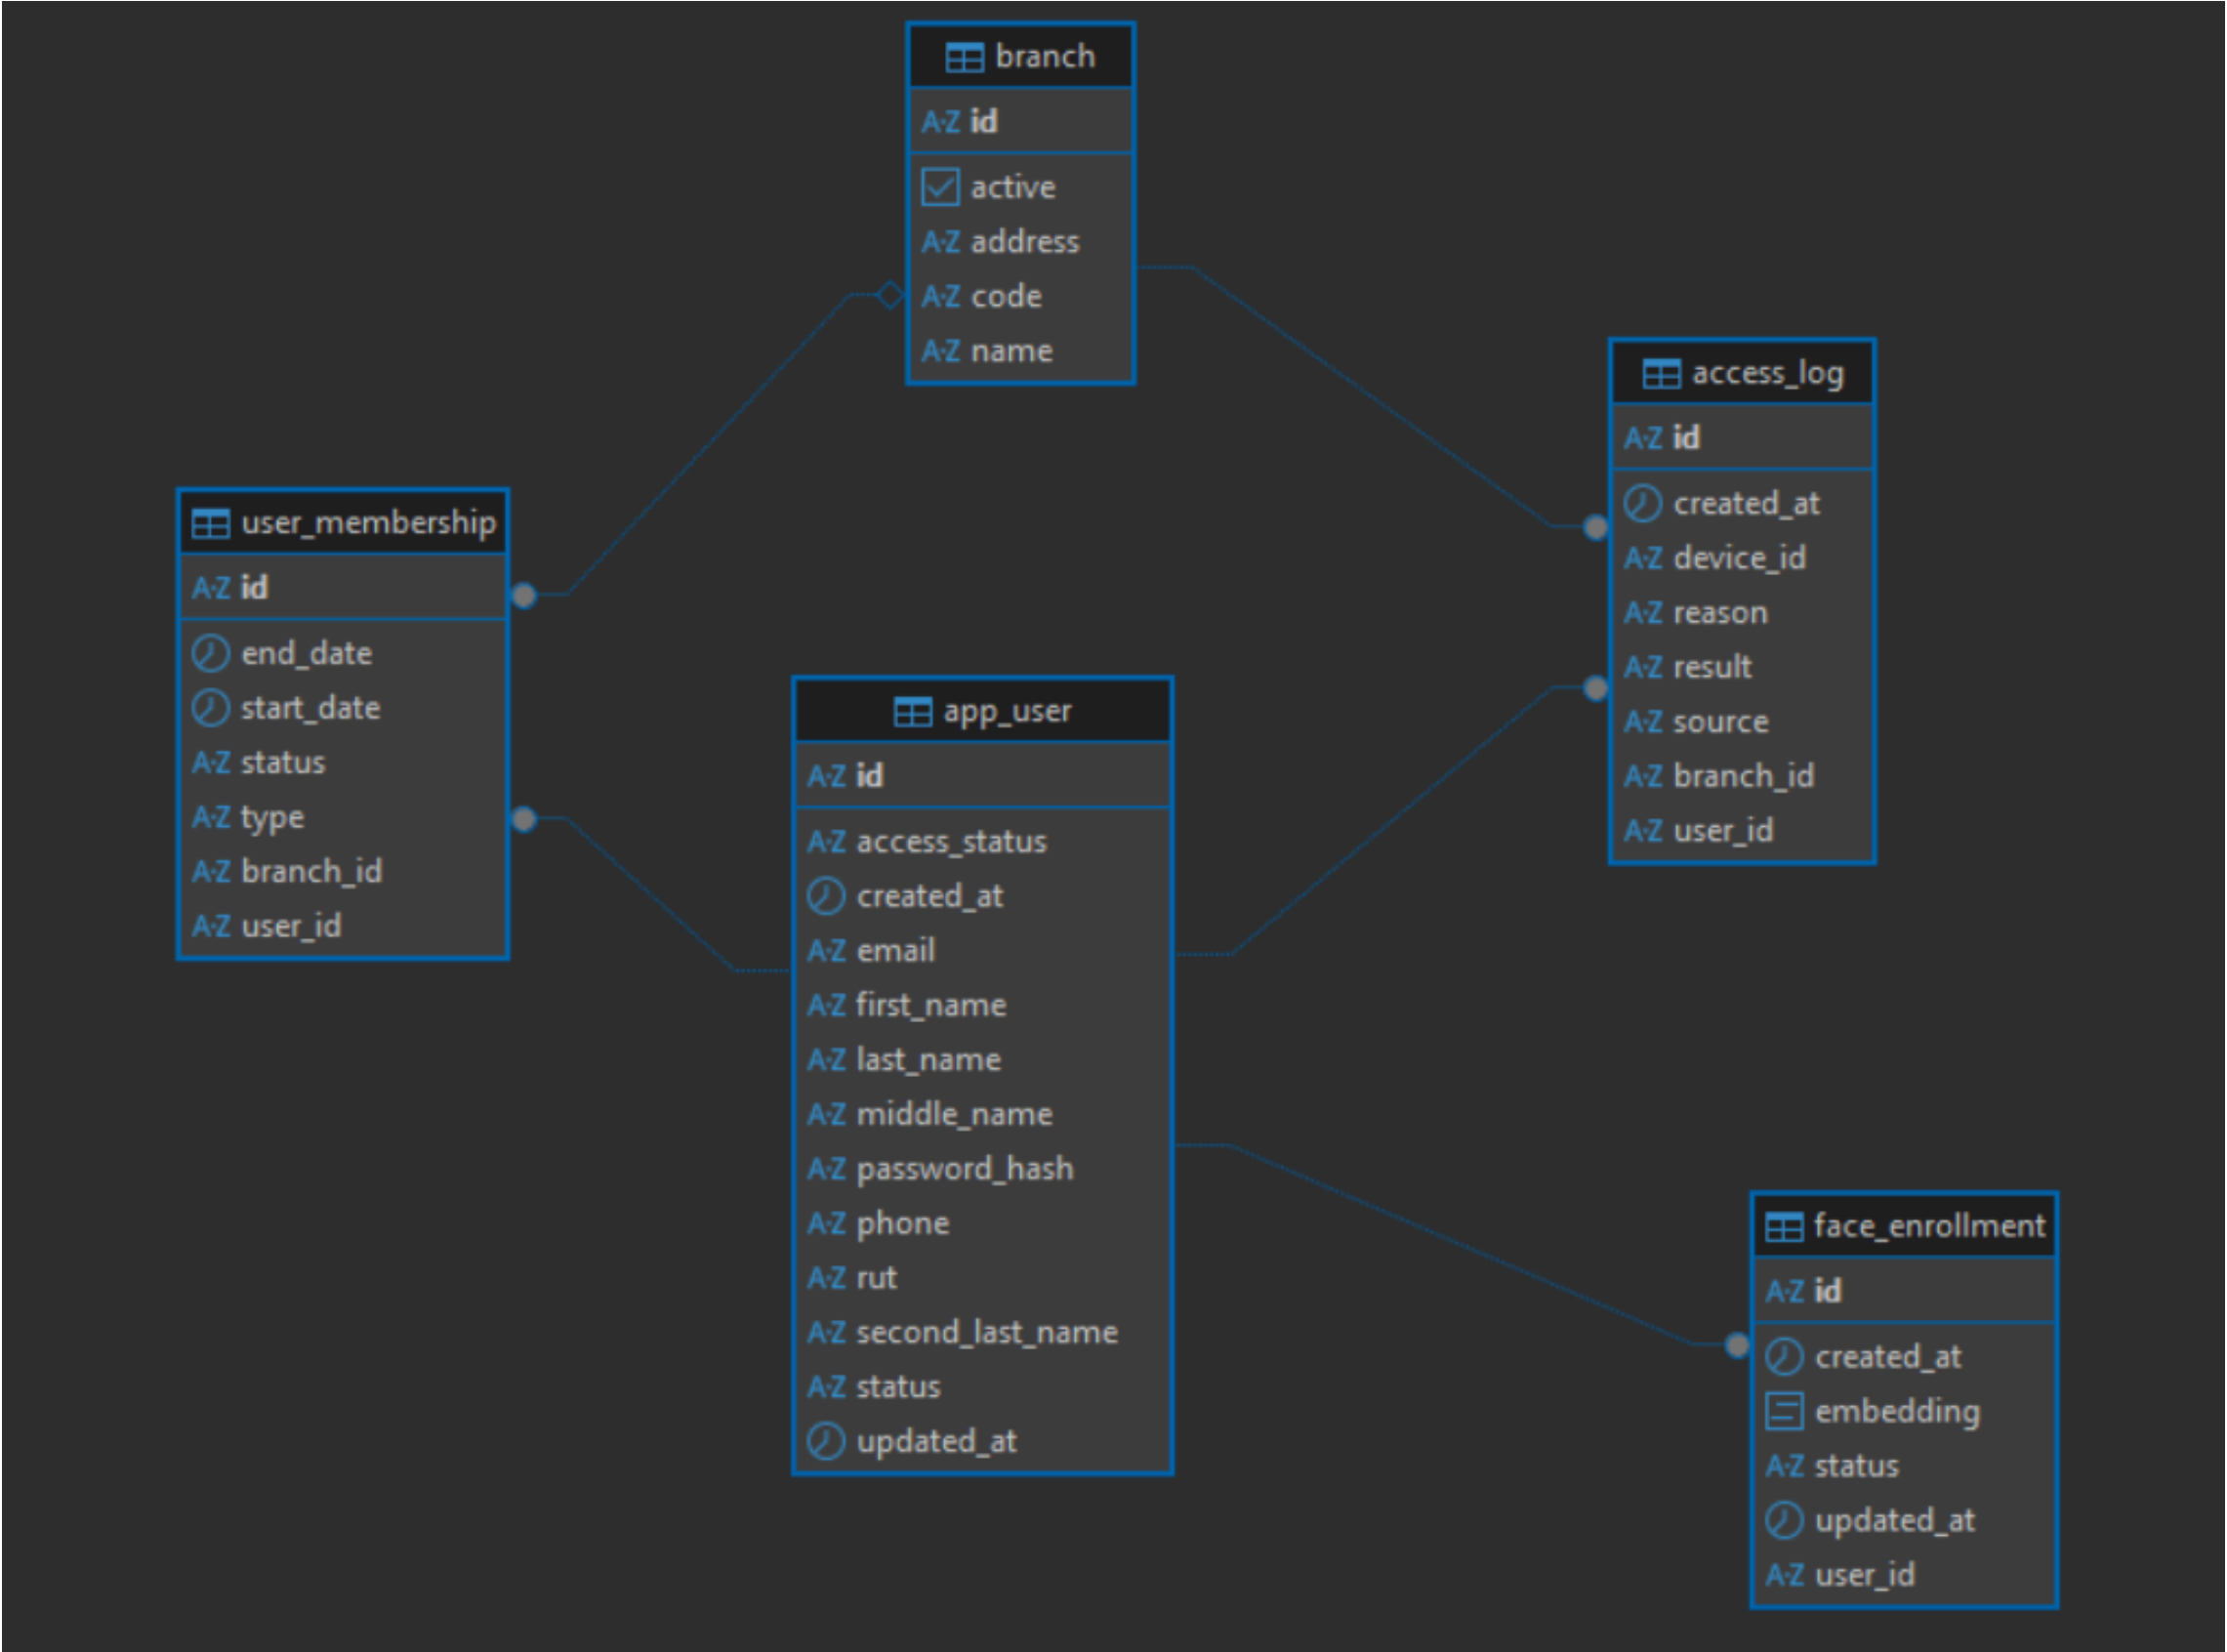 branch
A-Z id
active
A-Z address
A-Z code
A-Z name
access_log
A-Z id
created_at
A-Z device_id
A-Z reason
A-Z result
A-Z source
A-Z branch_id
A-Z user_id
user_membership
A-Z id
end_date
start_date
A-Z status
A-Z type
A-Z branch_id
A-Z user_id
app_user
A-Z id
A-Z access_status
created_at
A-Z email
A-Z first_name
A-Z last_name
A-Z middle_name
A-Z password_hash
A-Z phone
A-Z rut
A-Z second_last_name
A-Z status
updated_at
face_enrollment
A-Z id
created_at
embedding
A-Z status
updated_at
A-Z user_id